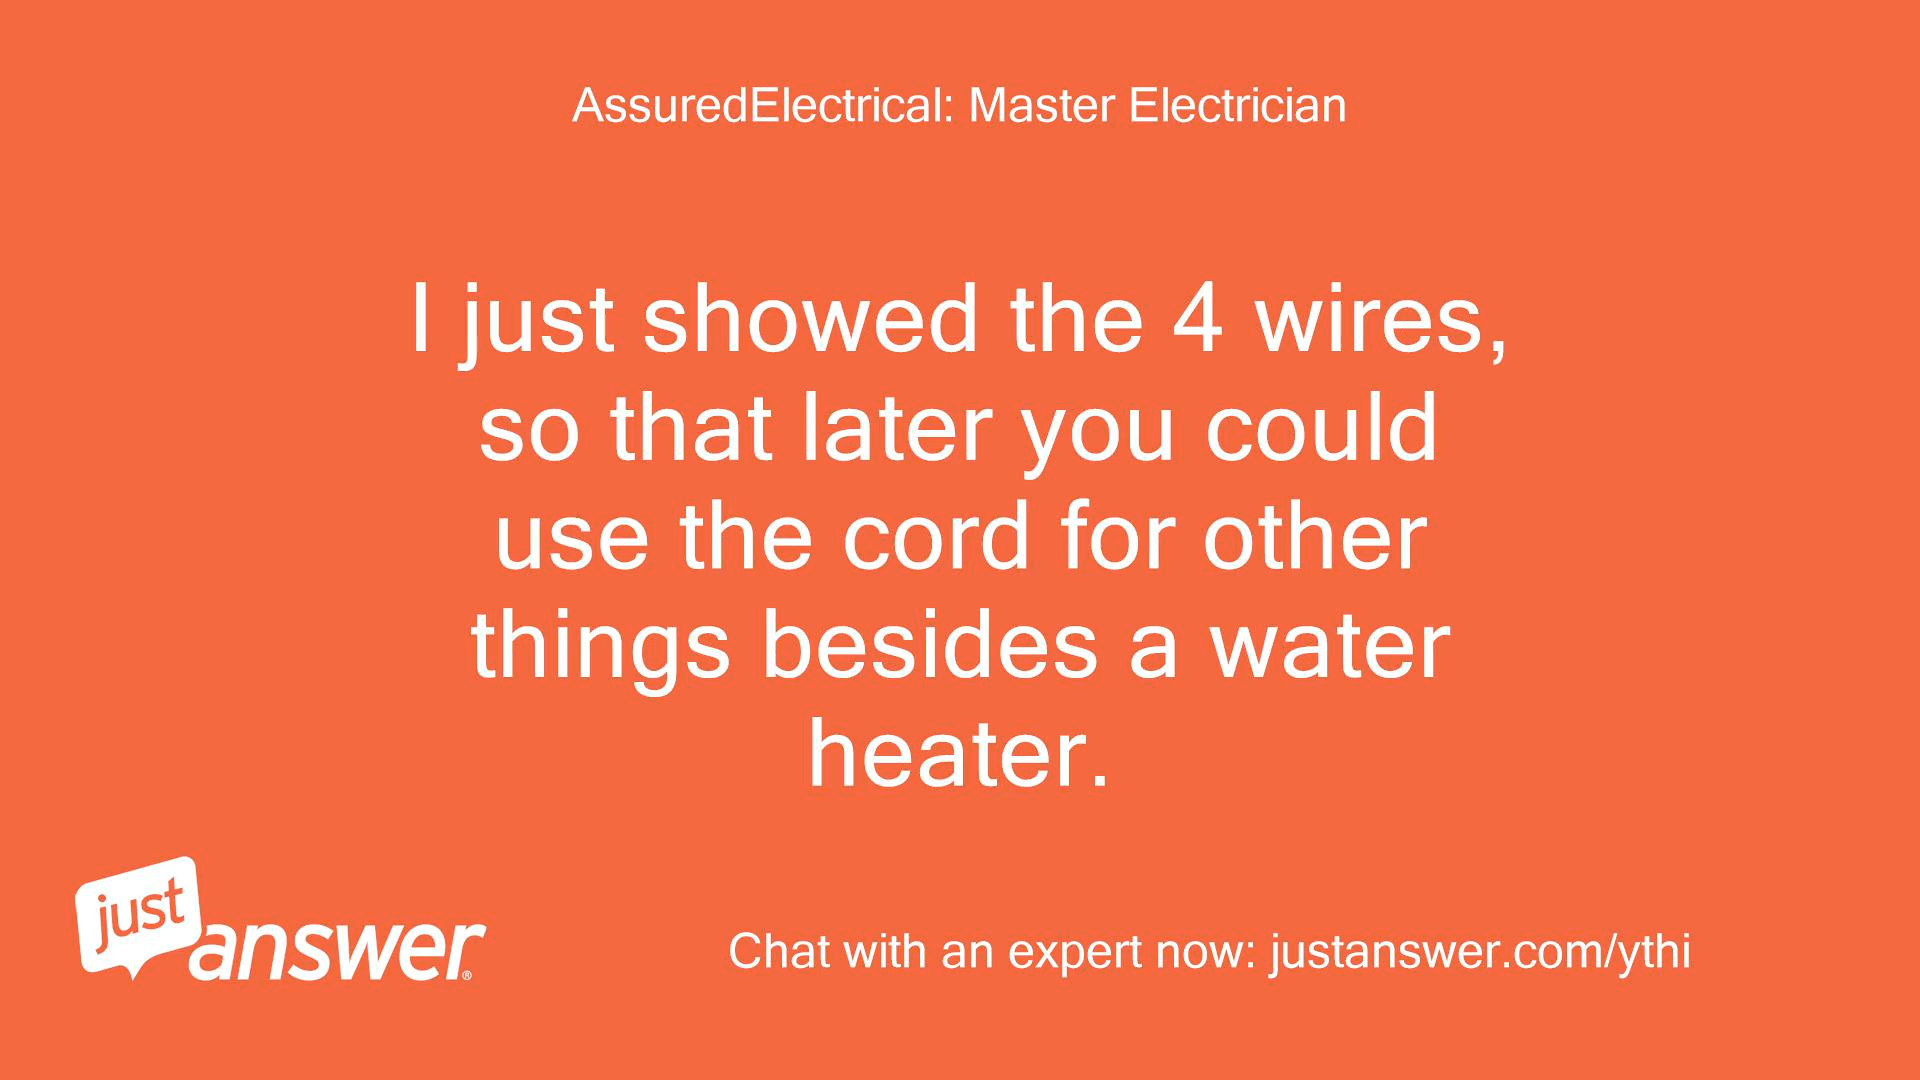 AssuredElectrical: Master Electrician
I just showed the 4 wires,
so that later you could
use the cord for other
things besides a water
heater.
just
answer®
Chat with an expert now: justanswer.com/ythi